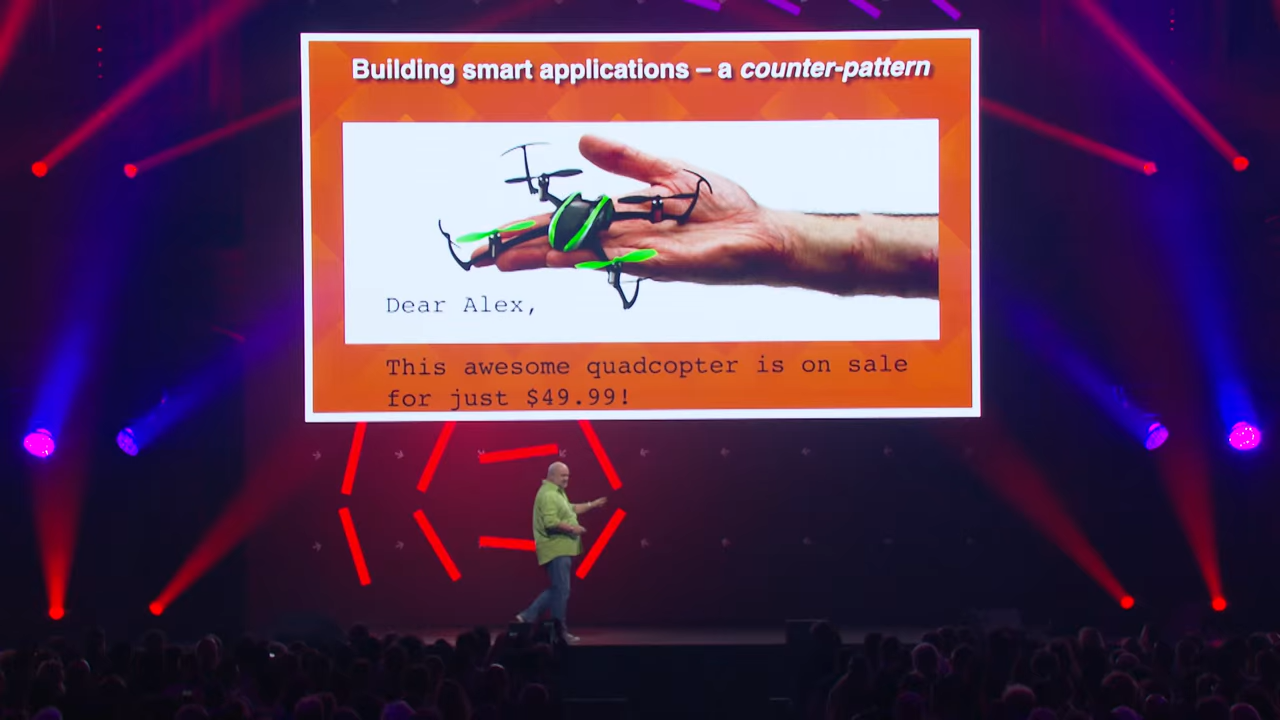 Building smart applications – a counter-pattern
Dear Alex,
This awesome quadcopter is on sale
for just $49.99!